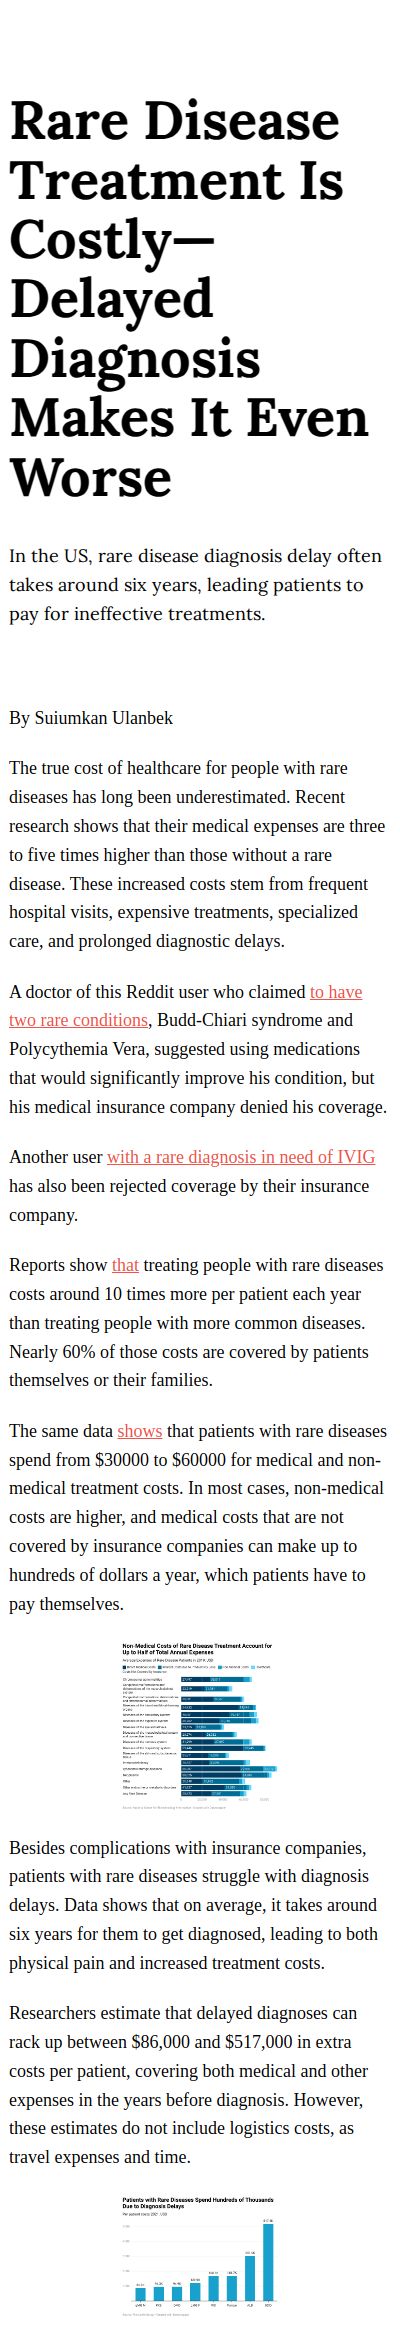 Rare Disease
Treatment Is
Costly—
Delayed
Diagnosis
Makes It Even
Worse
In the US, rare disease diagnosis delay often
takes around six years, leading patients to
pay for ineffective treatments.
By Suiumkan Ulanbek
The true cost of healthcare for people with rare
diseases has long been underestimated. Recent
research shows that their medical expenses are three
to five times higher than those without a rare
disease. These increased costs stem from frequent
hospital visits, expensive treatments, specialized
care, and prolonged diagnostic delays.
A doctor of this Reddit user who claimed to have
two rare conditions, Budd-Chiari syndrome and
Polycythemia Vera, suggested using medications
that would significantly improve his condition, but
his medical insurance company denied his coverage.
Another user with a rare diagnosis in need of IVIG
has also been rejected coverage by their insurance
company.
Reports show that treating people with rare diseases
costs around 10 times more per patient each year
than treating people with more common diseases.
Nearly 60% of those costs are covered by patients
themselves or their families.
The same data shows that patients with rare diseases
spend from $30000 to $60000 for medical and non-
medical treatment costs. In most cases, non-medical
costs are higher, and medical costs that are not
covered by insurance companies can make up to
hundreds of dollars a year, which patients have to
pay themselves.
Non-Medical Costs of Rare Disease Treatment Account for
Up to Half of Total Annual Expenses
Besides complications with insurance companies,
patients with rare diseases struggle with diagnosis
delays. Data shows that on average, it takes around
six years for them to get diagnosed, leading to both
physical pain and increased treatment costs.
Researchers estimate that delayed diagnoses can
rack up between $86,000 and $517,000 in extra
costs per patient, covering both medical and other
expenses in the years before diagnosis. However,
these estimates do not include logistics costs, as
travel expenses and time.
Patients with Rare Diseases Spend Hundreds of Thousands
Due to Diagnosis Delays